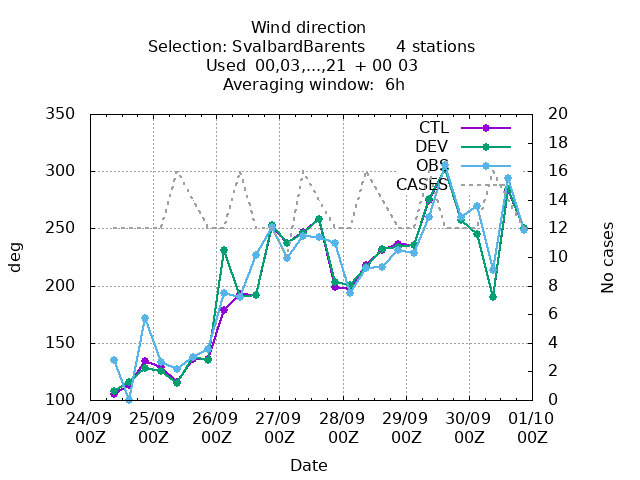 Wind direction
Selection: SvalbardBarents 4 stations
Used 00,03,...,21 + 00 03
Averaging window: 6h
350
300
250
200
150
100
deg
20
18
16
14
12
10
8
6
4
2
0
No cases
CTL
DEV
OBS
CASES
24/09 25/09 26/09 27/09 28/09 29/09 30/09 01/10
00Z 00Z 00Z 00Z 00Z 00Z 00Z 00Z
Date